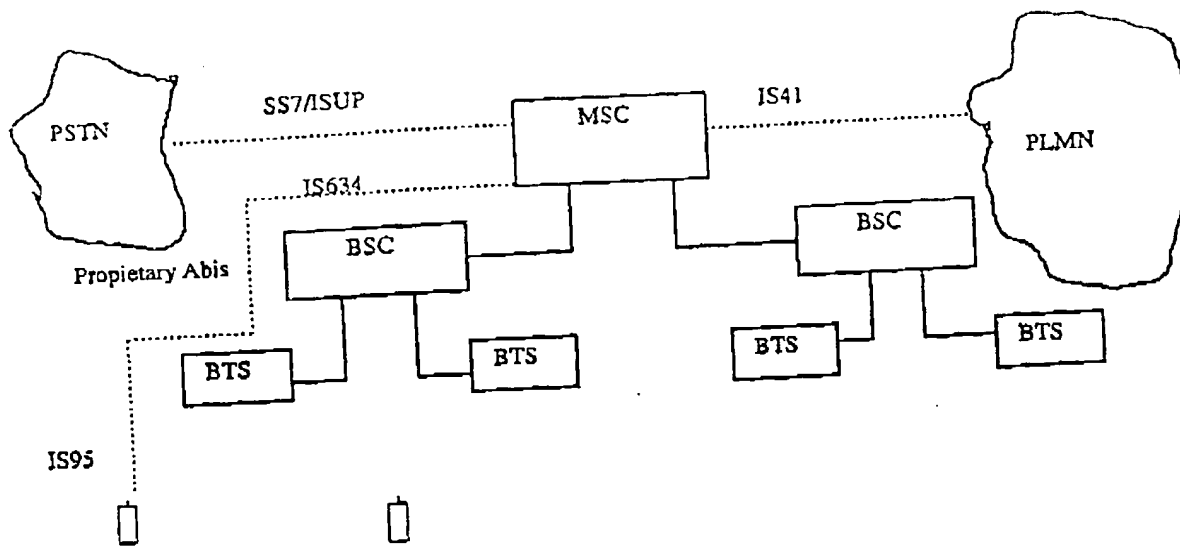 SS7/ISUP
IS41
PSTN
MSC
PLMN
IS634
BSC
BSC
Propietary Abis
BTS
BTS
BTS
BTS
IS95